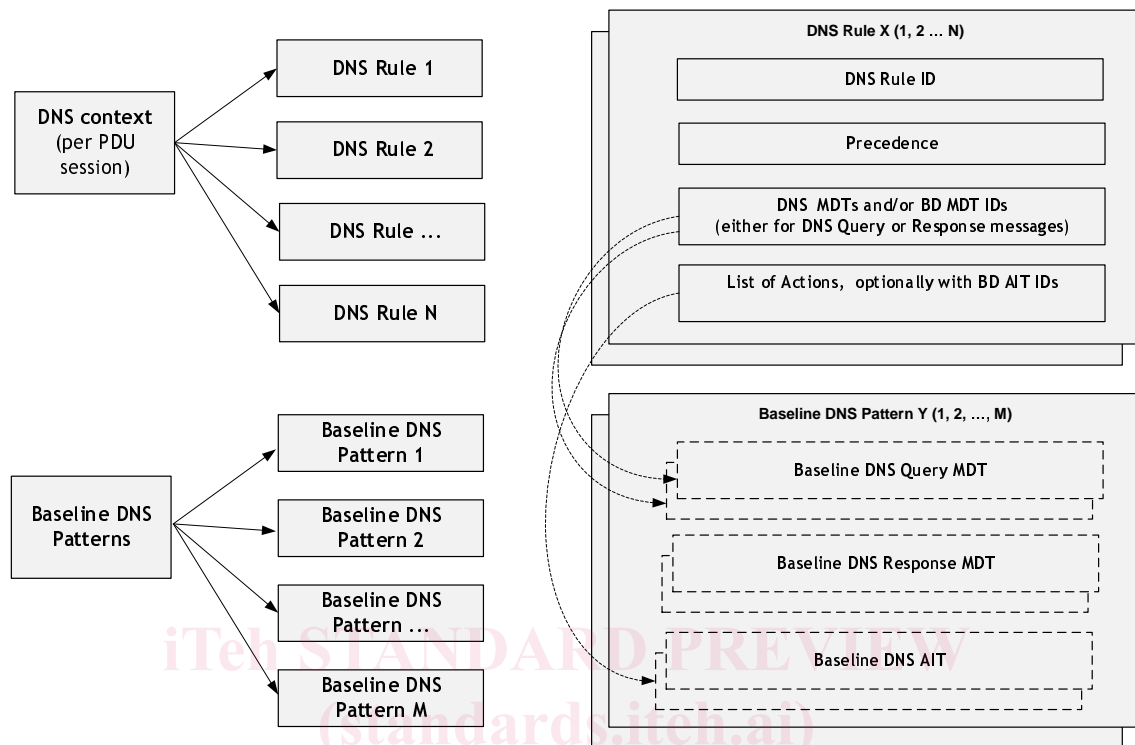 DNS Rule X (1, 2 ... N)
DNS Rule 1
DNS Rule ID
DNS context
(per PDU
session)
DNS Rule 2
Precedence
DNS MDTs and/or BD MDT IDs
(either for DNS Query or Response messages)
DNS Rule ...
List of Actions, optionally with BD AIT IDs
DNS Rule N
Baseline DNS Pattern Y (1, 2, ..., M)
Baseline DNS
Pattern 1
Baseline DNS Query MDT
Baseline DNS
Patterns
Baseline DNS
Pattern 2
Baseline DNS Response MDT
Baseline DNS
Pattern ...
iTeh STANDARD PREVIEW
Baseline DNS AIT
Baseline DNS
Pattern M
(standards.iteh.ai)